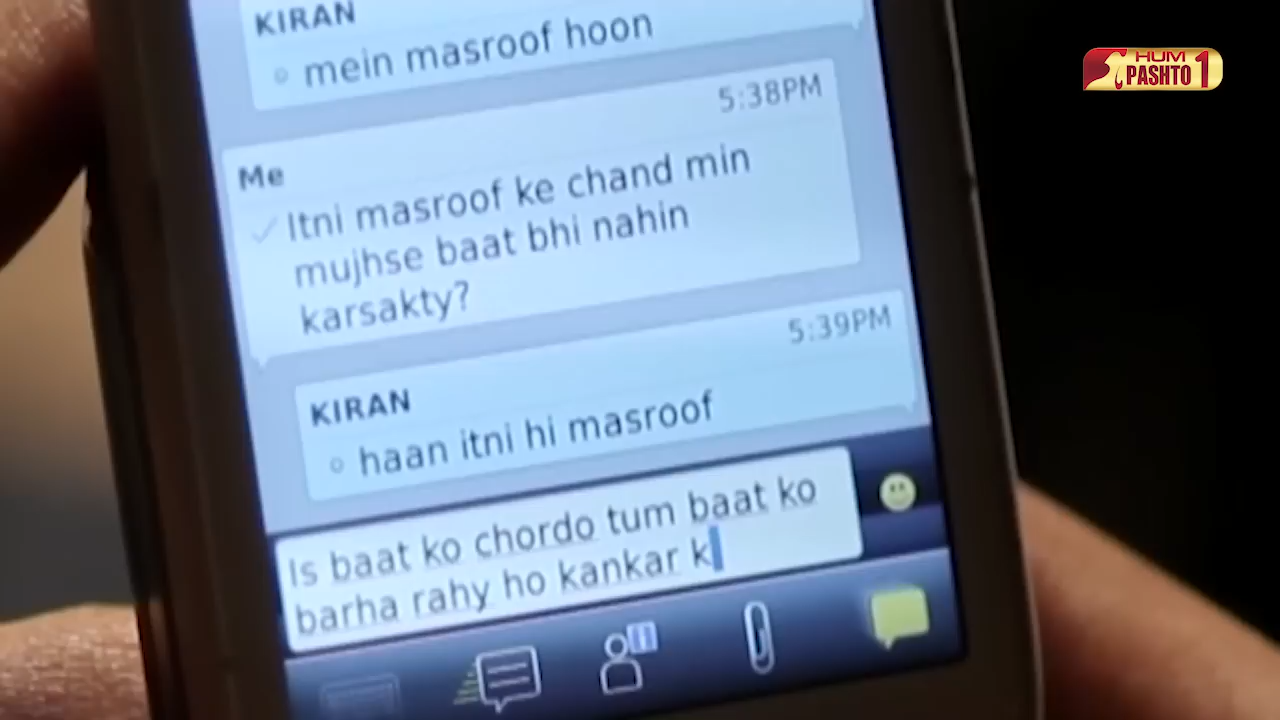 KIRAN
mein masroof hoon
5:38PM
Me
Itni masroof ke chand min
mujhse baat bhi nahin
karsakty?
5:39PM
KIRAN
haan itni hi masroof
Is baat ko chordo tum baat ko
barha rahy ho kankar k
HUM
PASHTO 1